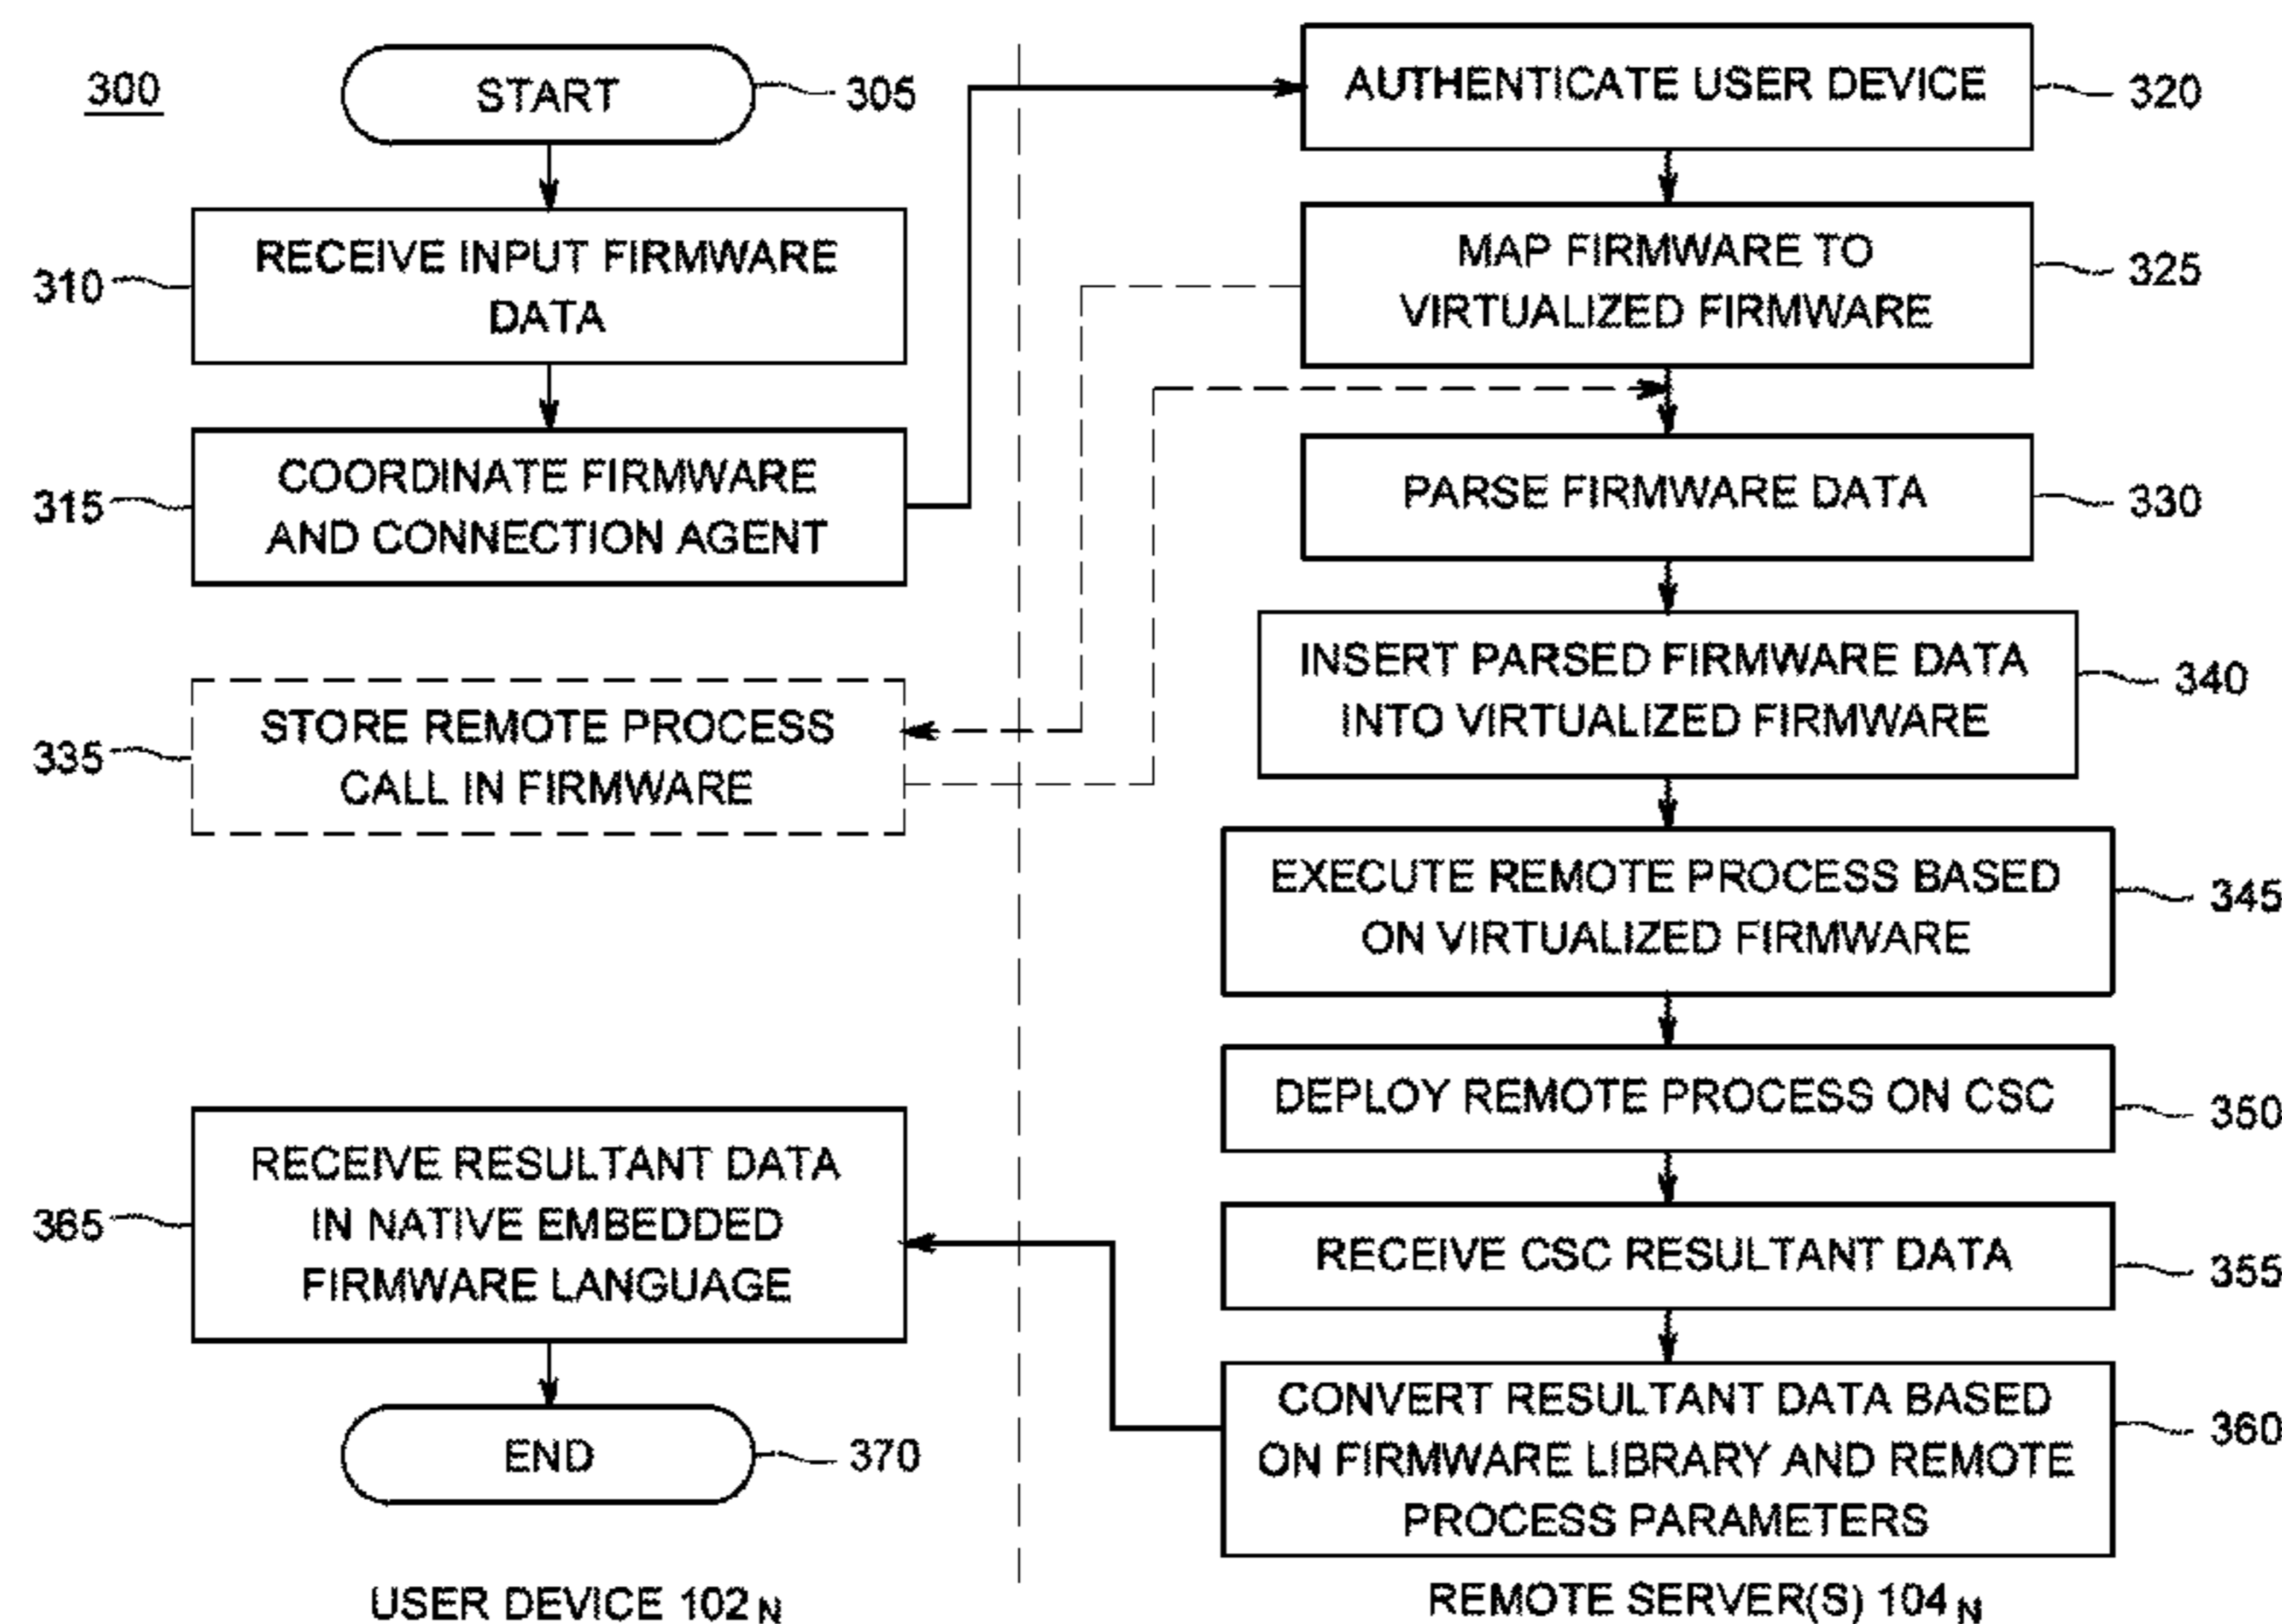 300
START
305
310
RECEIVE INPUT FIRMWARE
DATA
315
COORDINATE FIRMWARE
AND CONNECTION AGENT
AUTHENTICATE USER DEVICE
320
MAP FIRMWARE TO
VIRTUALIZED FIRMWARE
325
PARSE FIRMWARE DATA
330
335
STORE REMOTE PROCESS
CALL IN FIRMWARE
INSERT PARSED FIRMWARE DATA
INTO VIRTUALIZED FIRMWARE
340
EXECUTE REMOTE PROCESS BASED
ON VIRTUALIZED FIRMWARE
345
DEPLOY REMOTE PROCESS ON CSC
350
RECEIVE CSC RESULTANT DATA
355
CONVERT RESULTANT DATA BASED
ON FIRMWARE LIBRARY AND REMOTE
PROCESS PARAMETERS
360
365
RECEIVE RESULTANT DATA
IN NATIVE EMBEDDED
FIRMWARE LANGUAGE
END
370
USER DEVICE 102N
REMOTE SERVER(S) 104N